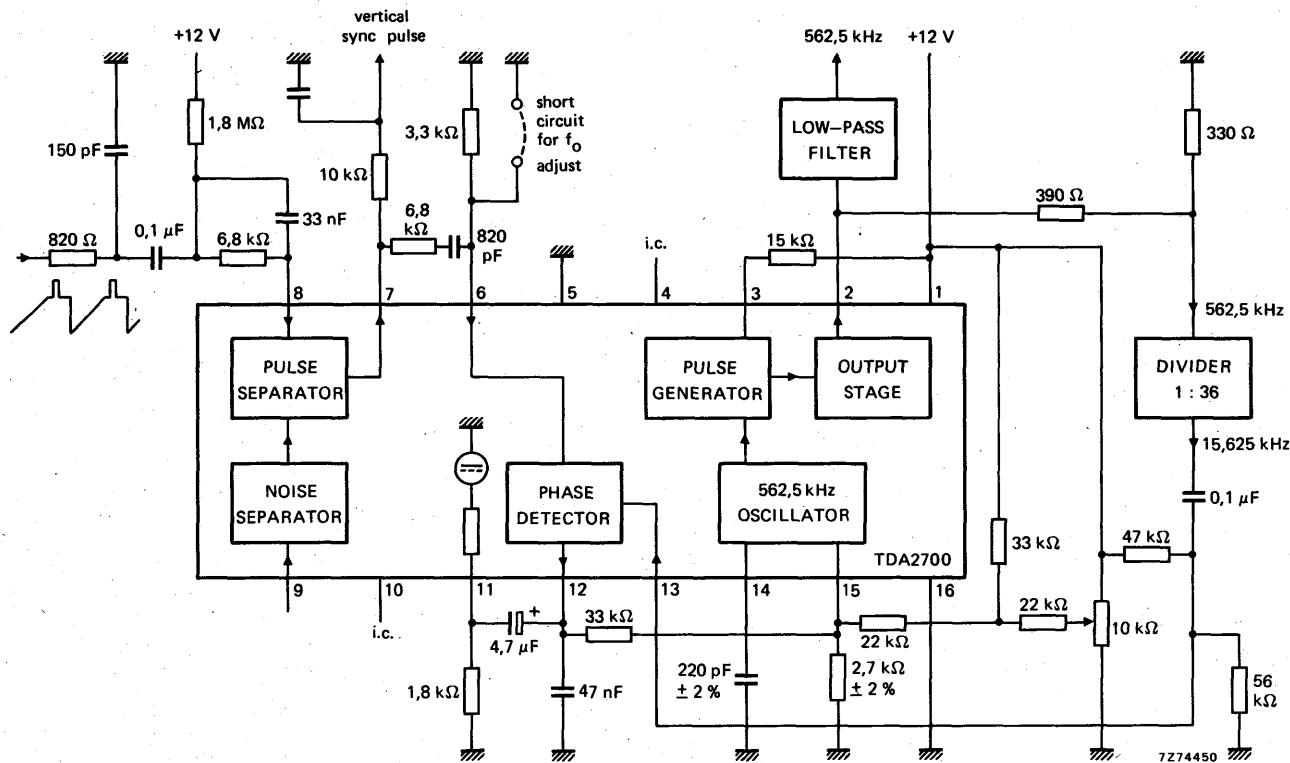 vertical
sync pulse
+12 V
562,5 kHz
+12 V
short
circuit
for fo
adjust
3,3 kΩ
LOW-PASS
FILTER
330 Ω
1,8 MΩ
150 pF
10 kΩ
390 Ω
33 nF
6,8
kΩ
820
pF
0,1 µF
820 Ω
6,8 kΩ
i.c.
15 kΩ
8
7
6
5
4
3
2
1
562,5 kHz
PULSE
SEPARATOR
PULSE
GENERATOR
OUTPUT
STAGE
DIVIDER
1 : 36
15,625 kHz
NOISE
SEPARATOR
PHASE
DETECTOR
562,5 kHz
OSCILLATOR
0,1 µF
33 kΩ
47 kΩ
TDA2700
9
10
11
12
13
14
15
16
i.c.
+
4,7 µF
33 kΩ
22 kΩ
22 kΩ
10 kΩ
1,8 kΩ
47 nF
220 pF
± 2 %
2,7 kΩ
± 2 %
56
kΩ
7Z74450